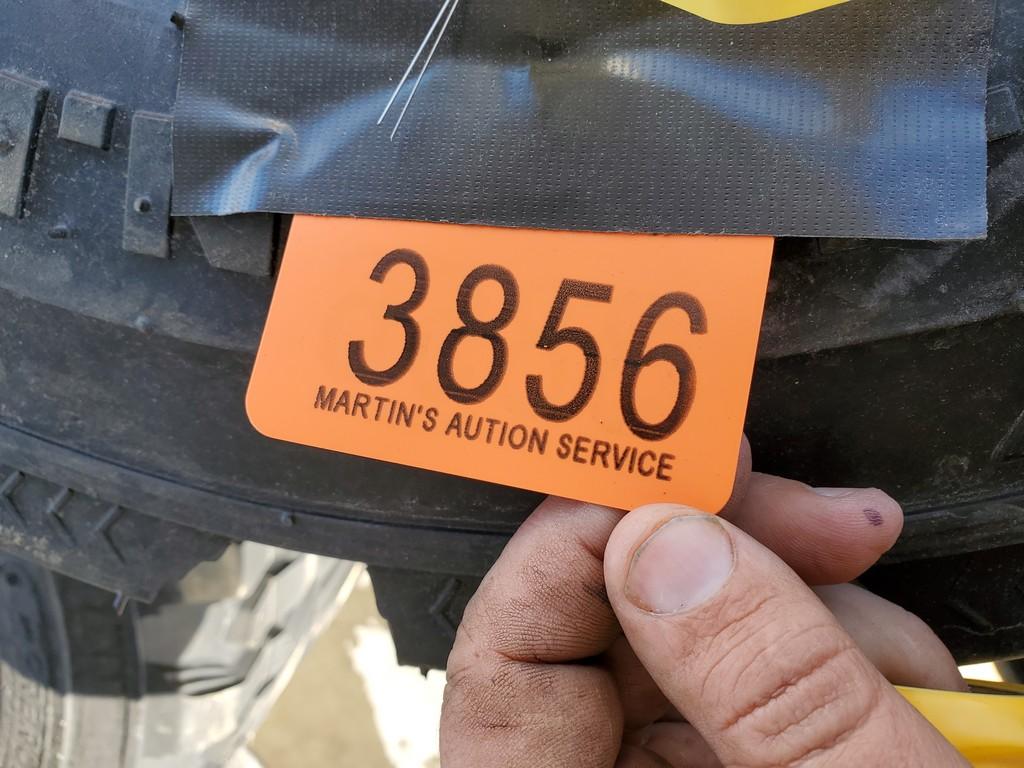 3856
MARTIN'S AUTION SERVICE